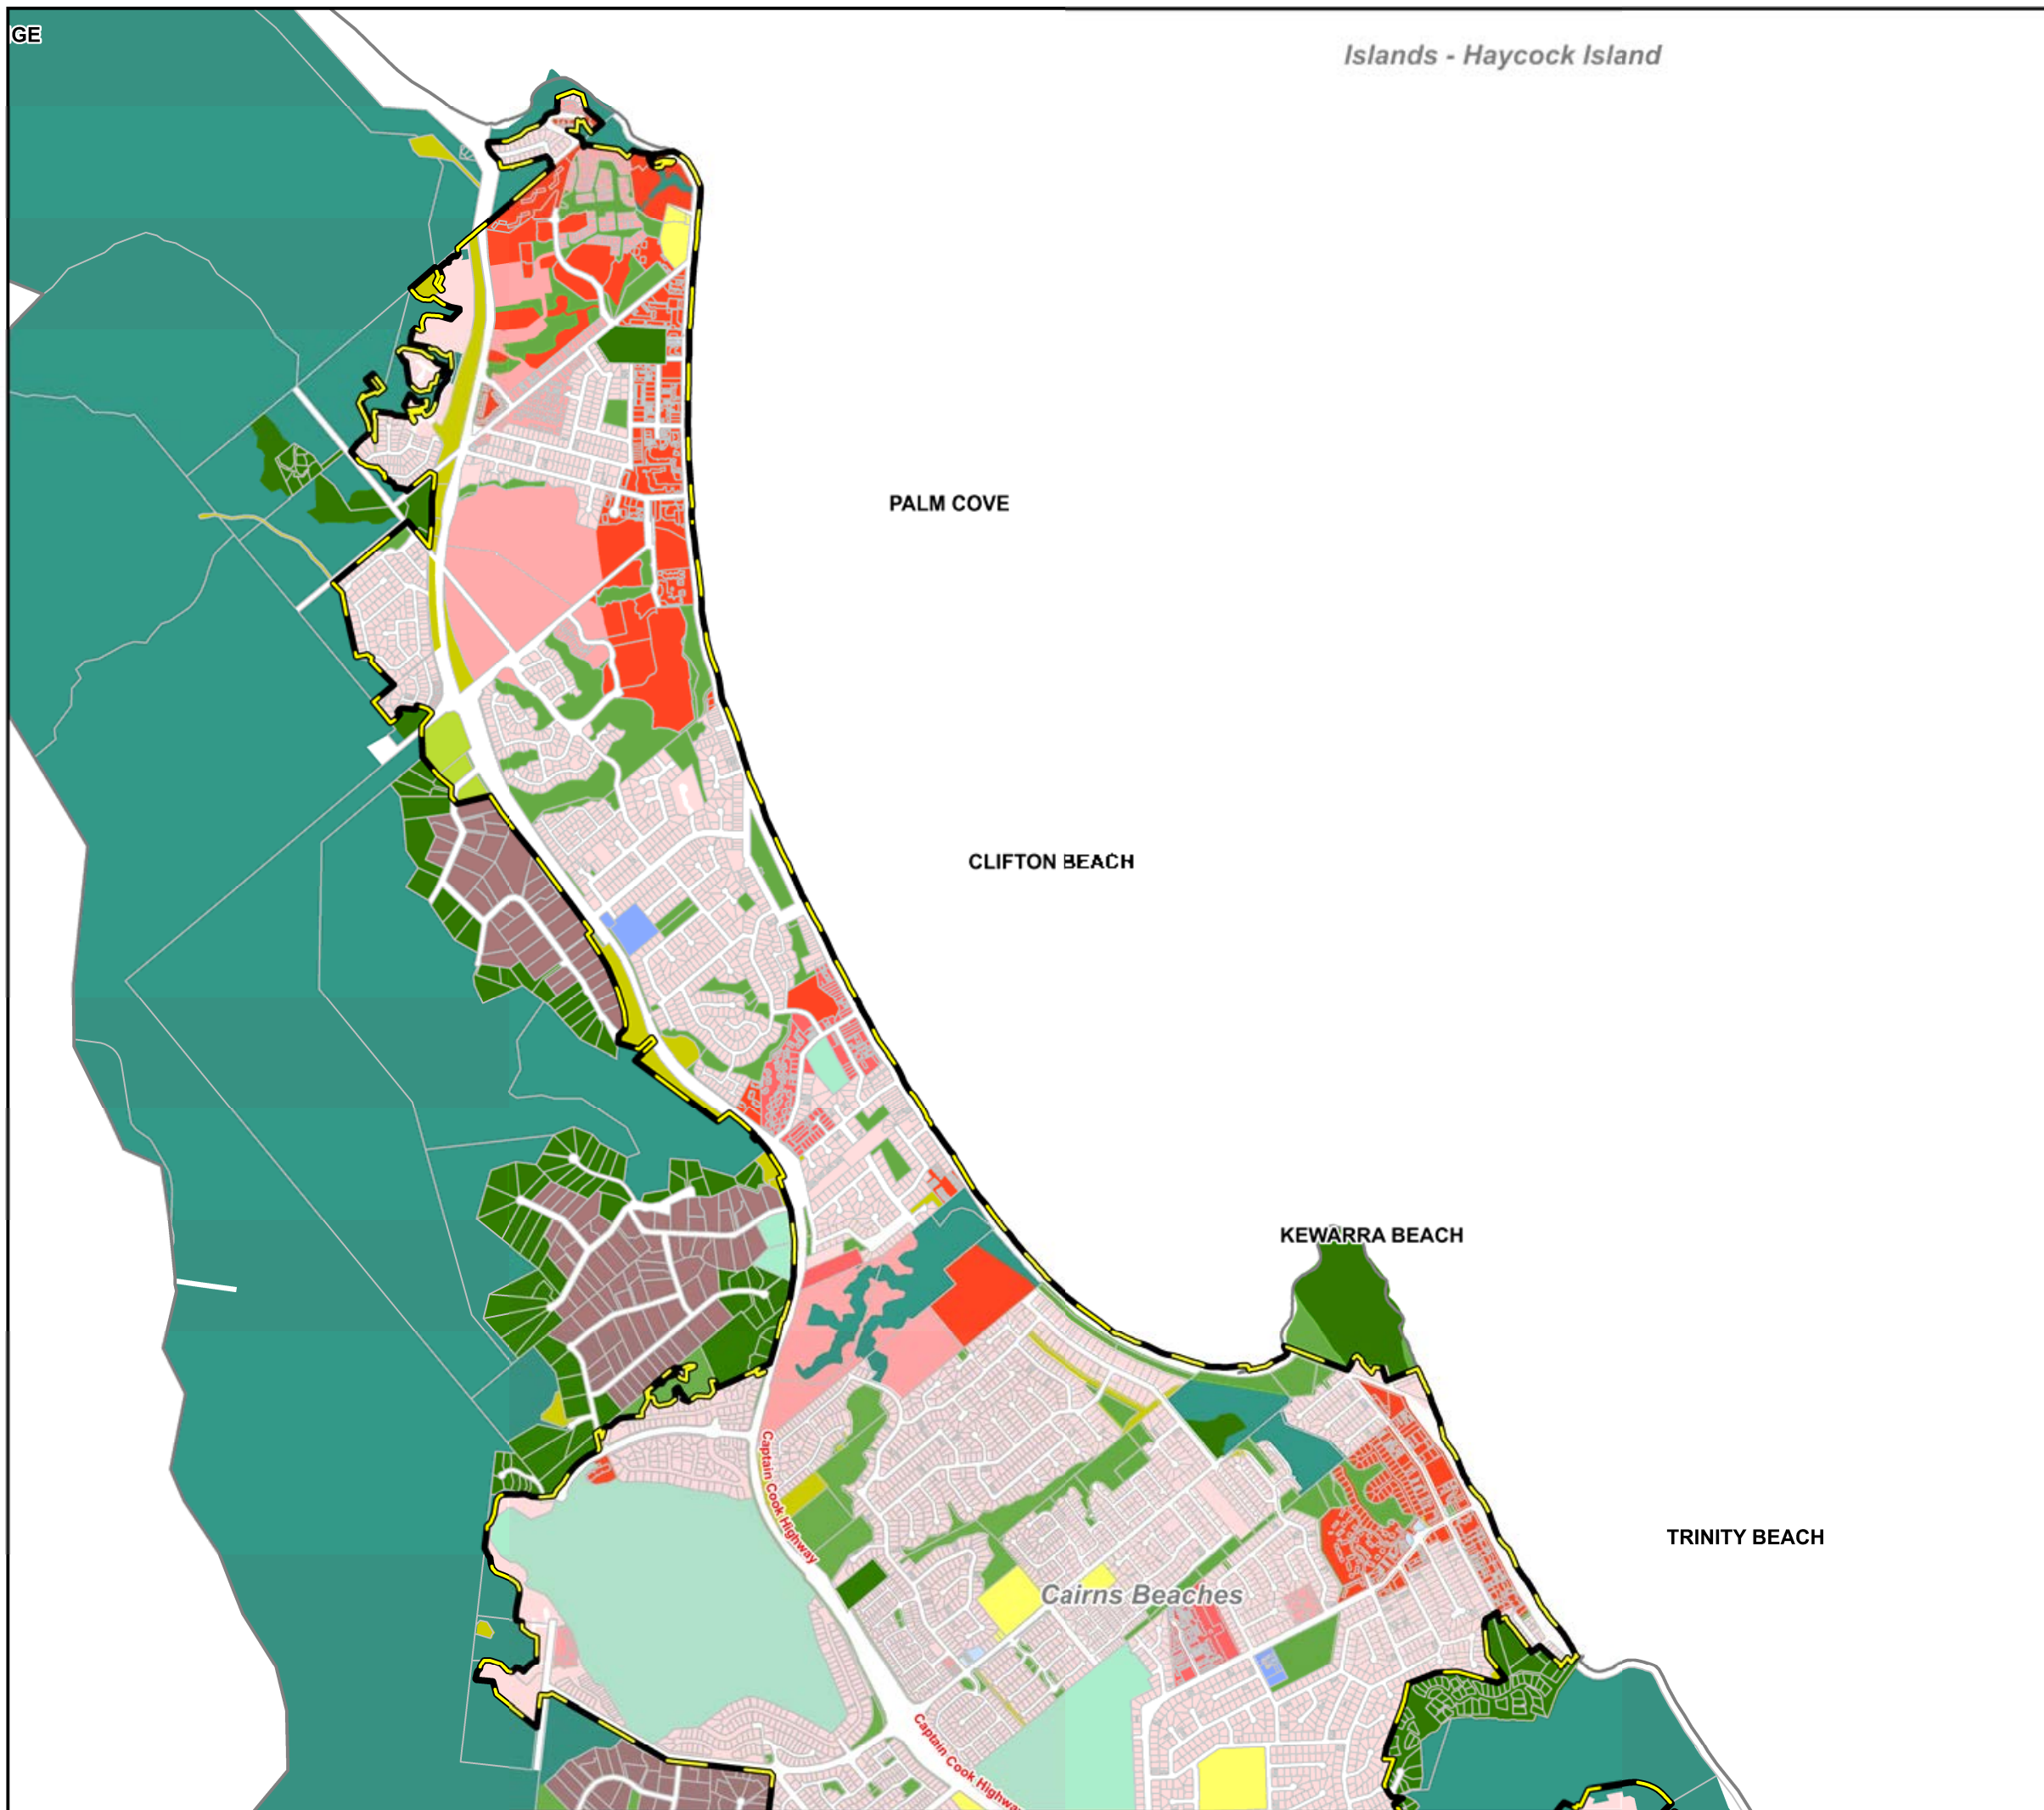 GE
Islands - Haycock Island
PALM COVE
CLIFTON BEACH
KEWARRA BEACH
Captain Cook Highway
TRINITY BEACH
Cairns Beaches
Captain Cook Highway